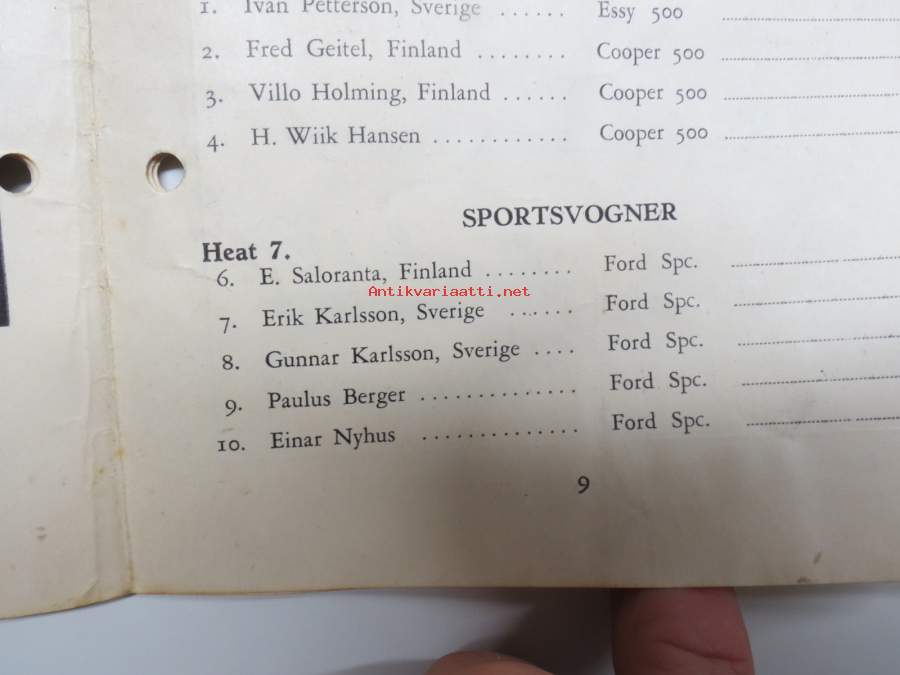 1. Ivan Petterson, Sverige ...... Essy 500
2. Fred Geitel, Finland ........ Cooper 500
3. Villo Holming, Finland ...... Cooper 500
4. H. Wiik Hansen ............ Cooper 500
SPORTSVOGNER
Heat 7.
6. E. Saloranta, Finland ........ Ford Spc.
Antikvariaatti.net
7. Erik Karlsson, Sverige ...... Ford Spc.
8. Gunnar Karlsson, Sverige .... Ford Spc.
9. Paulus Berger .............. Ford Spc.
10. Einar Nyhus .............. Ford Spc.
9